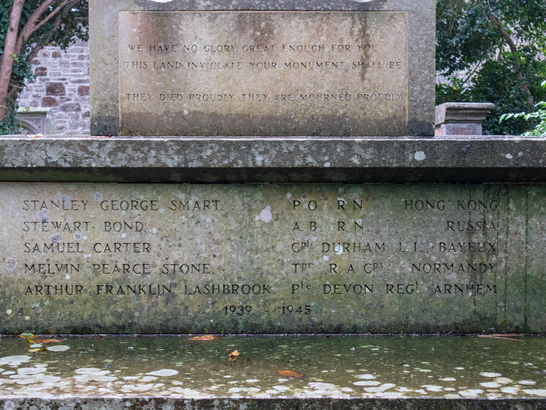 WE HAVE NO GLORY GREAT ENOUGH FOR YOU
THIS LAND INVIOLATE YOUR MONUMENT SHALL BE
THEY DIED PROUDLY THEY ARE MOURNED PROUDLY
STANLEY GEORGE SMART. P.O. R.N. HONG KONG
STEWART BOND. A.B. R.N. RUSSIA
SAMUEL CARTER. Cpl DURHAM L.I. BAYEUX
MELVIN PEARCE STONE. Tpr R.A Cps NORMANDY
ARTHUR FRANKLIN LASHBROOK. Pte DEVON REGt ARNHEM
1939 - 1945